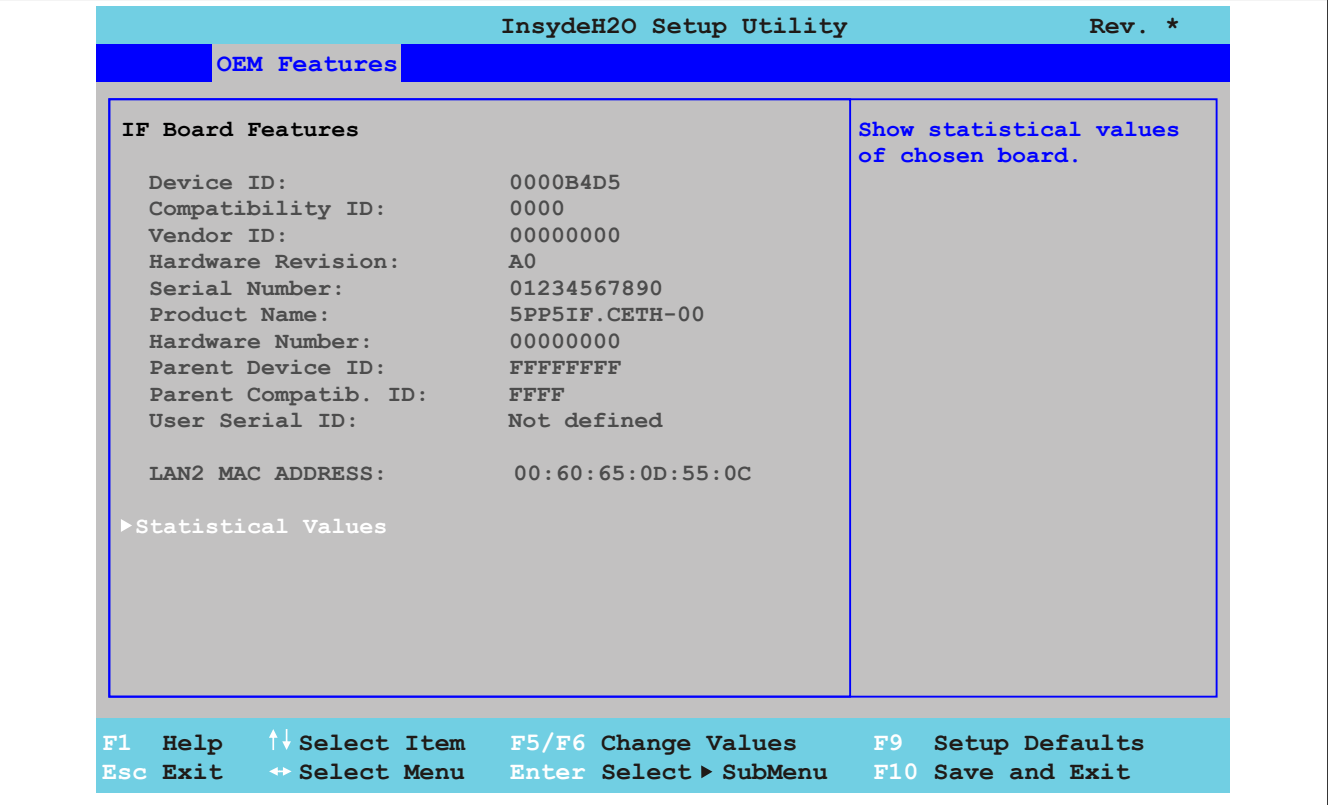 InsydeH2O Setup Utility Rev. *
OEM Features
IF Board Features
Device ID: 0000B4D5
Compatibility ID: 0000
Vendor ID: 00000000
Hardware Revision: A0
Serial Number: 01234567890
Product Name: 5PP5IF.CETH-00
Hardware Number: 00000000
Parent Device ID: FFFFFFFF
Parent Compatib. ID: FFFF
User Serial ID: Not defined
LAN2 MAC ADDRESS: 00:60:65:0D:55:0C
▶Statistical Values
Show statistical values
of chosen board.
F1 Help ↑↓ Select Item F5/F6 Change Values F9 Setup Defaults
Esc Exit ↔ Select Menu Enter Select ▶ SubMenu F10 Save and Exit